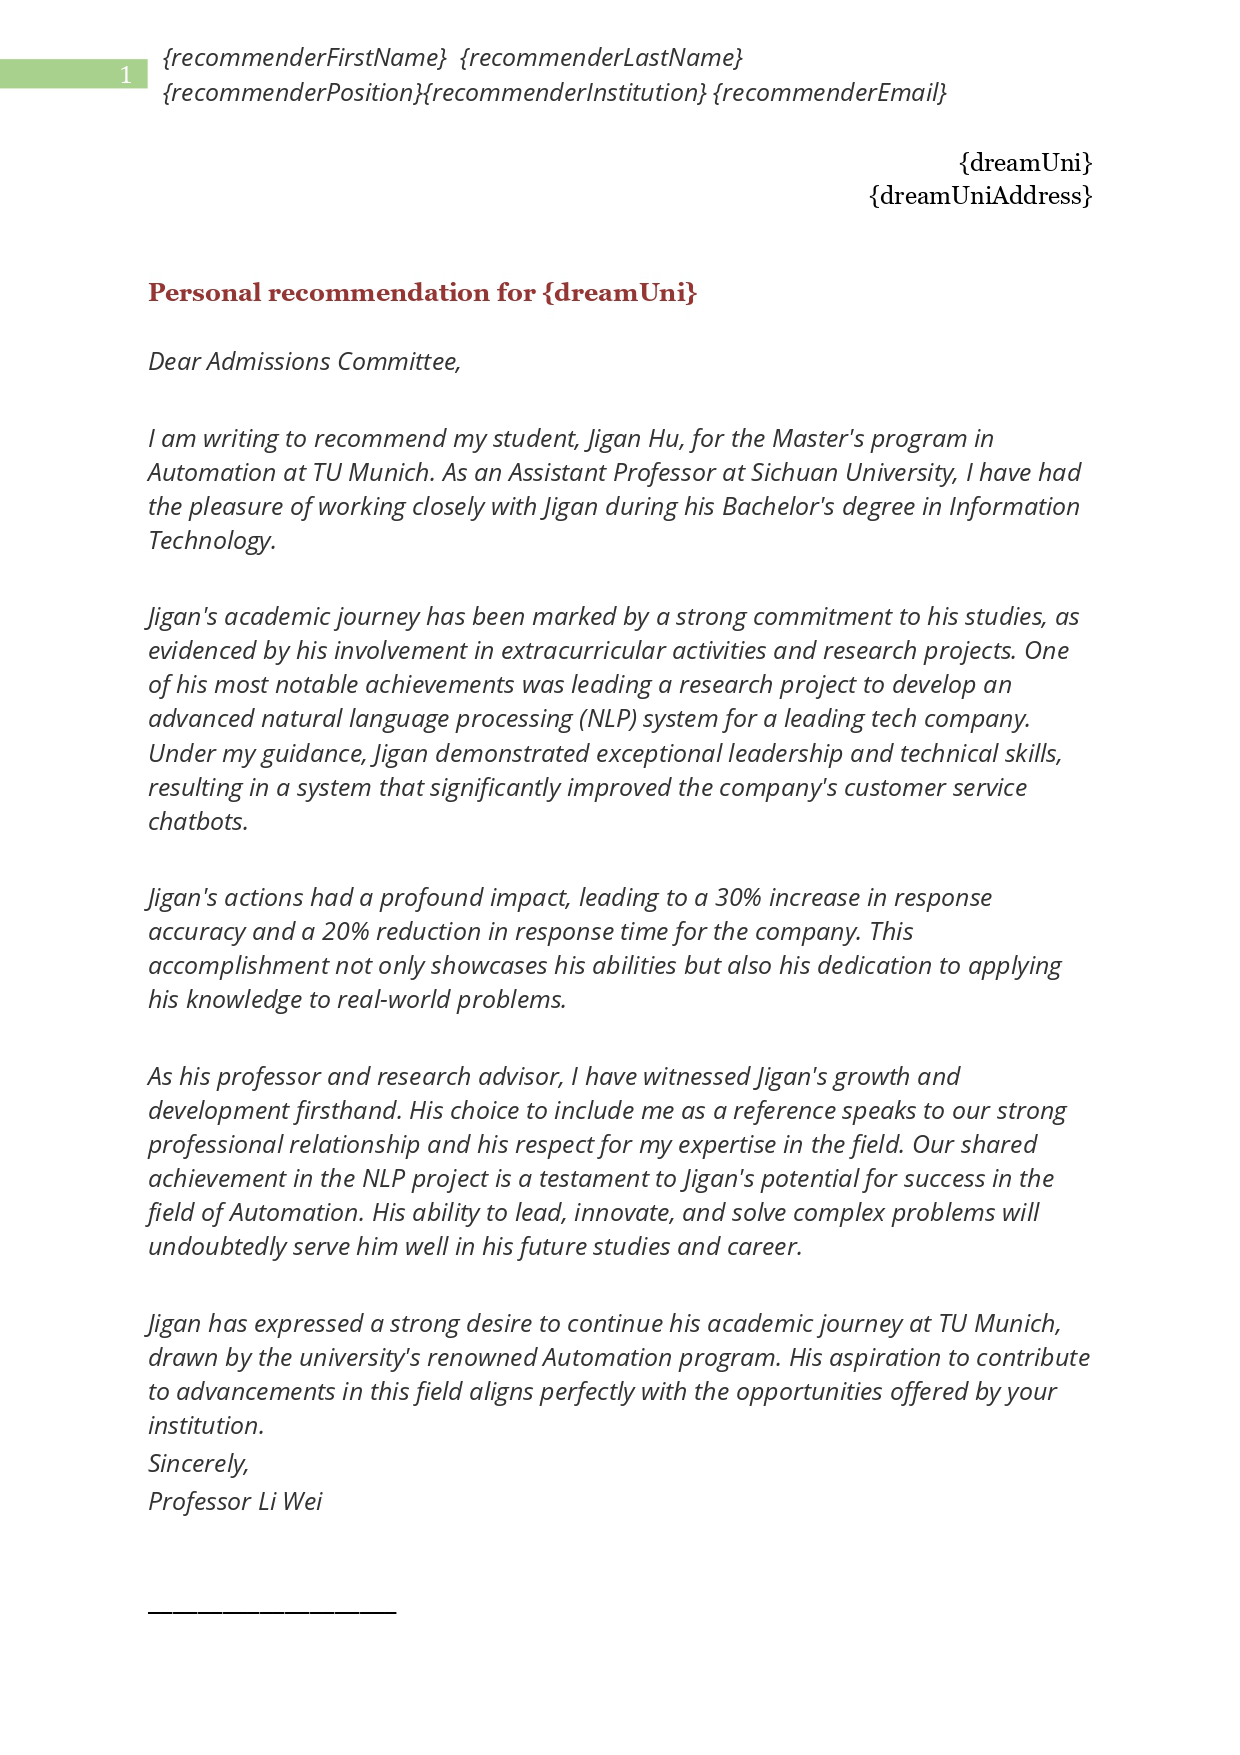 {recommenderFirstName}  {recommenderLastName}
1
{recommenderPosition}{recommenderInstitution} {recommenderEmail}
{dreamUni}
{dreamUniAddress}
Personal recommendation for {dreamUni}
Dear Admissions Committee,
I am writing to recommend my student, Jigan Hu, for the Master's program in
Automation at TU Munich. As an Assistant Professor at Sichuan University, I have had
the pleasure of working closely with Jigan during his Bachelor's degree in Information
Technology.
Jigan's academic journey has been marked by a strong commitment to his studies, as
evidenced by his involvement in extracurricular activities and research projects. One
of his most notable achievements was leading a research project to develop an
advanced natural language processing (NLP) system for a leading tech company.
Under my guidance, Jigan demonstrated exceptional leadership and technical skills,
resulting in a system that significantly improved the company's customer service
chatbots.
Jigan's actions had a profound impact, leading to a 30% increase in response
accuracy and a 20% reduction in response time for the company. This
accomplishment not only showcases his abilities but also his dedication to applying
his knowledge to real-world problems.
As his professor and research advisor, I have witnessed Jigan's growth and
development firsthand. His choice to include me as a reference speaks to our strong
professional relationship and his respect for my expertise in the field. Our shared
achievement in the NLP project is a testament to Jigan's potential for success in the
field of Automation. His ability to lead, innovate, and solve complex problems will
undoubtedly serve him well in his future studies and career.
Jigan has expressed a strong desire to continue his academic journey at TU Munich,
drawn by the university's renowned Automation program. His aspiration to contribute
to advancements in this field aligns perfectly with the opportunities offered by your
institution.
Sincerely,
Professor Li Wei
____________________